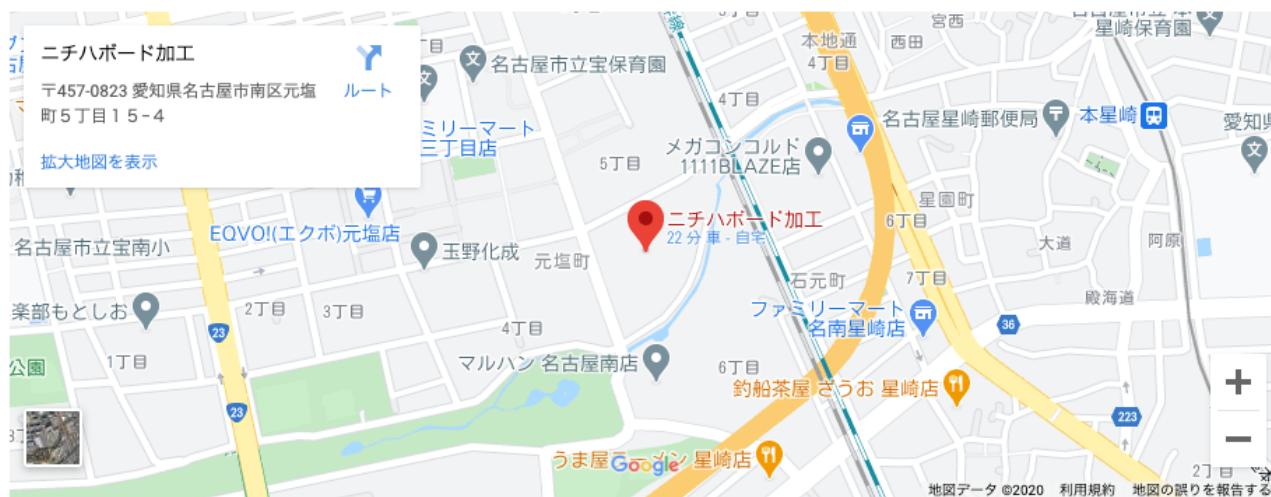 ニチハボード加工
〒457-0823 愛知県名古屋市南区元塩
町５丁目１５−４
ルート
拡大地図を表示
丁目
名古屋市立宝保育園
ミリーマート
三丁目店
本地通
4丁目
西田
宮西
星崎保育園
4丁目
5丁目
メガコンコルド
1111BLAZE店
名古屋星崎郵便局
本星崎
愛知県
EQVO!(エクボ)元塩店
ニチハボード加工
22 分 車 - 自宅
星園町
6丁目
名古屋市立宝南小
玉野化成
元塩町
大道
阿原
石元町
7丁目
楽部もとしお
2丁目
3丁目
4丁目
ファミリーマート
名南星崎店
殿海道
23
36
公園
1丁目
マルハン 名古屋南店
6丁目
釣船茶屋 ざうお 星崎店
23
223
うま屋ラーメン 星崎店
Google
地図データ ©2020
利用規約
地図の誤りを報告する